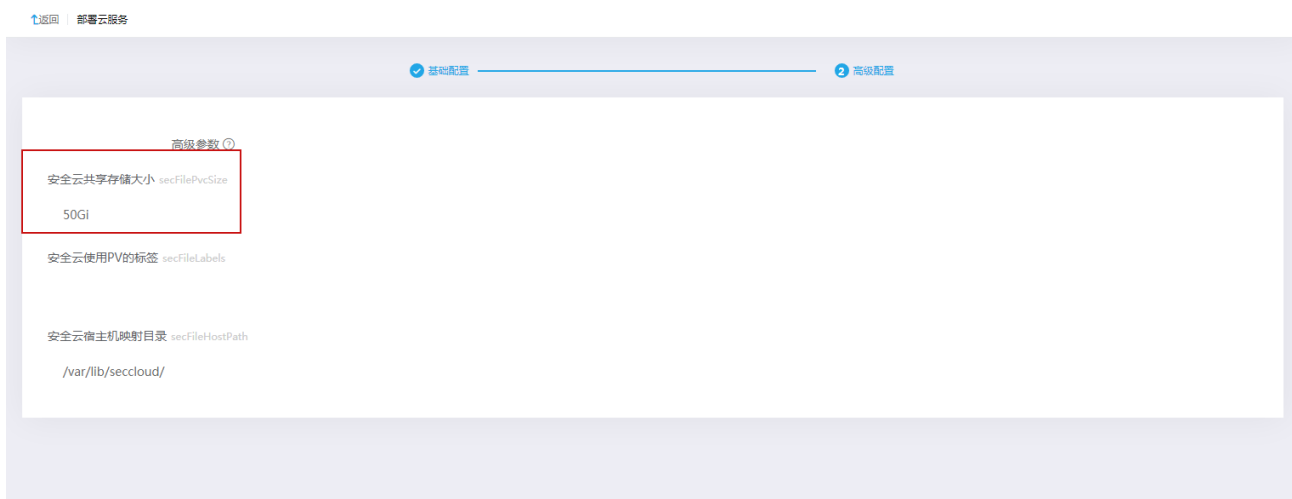 返回 部署云服务
基础配置 2 高级配置
高级参数 ?
安全云共享存储大小 secFilePvcSize
50Gi
安全云使用PV的标签 secFileLabels
安全云宿主机映射目录 secFileHostPath
/var/lib/seccloud/